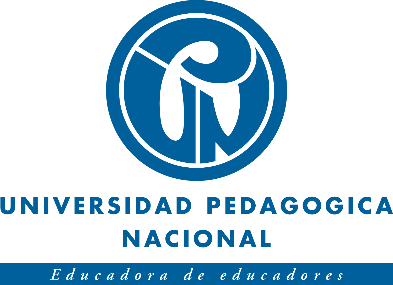 UNIVERSIDAD PEDAGOGICA
NACIONAL
Educadora de educadores